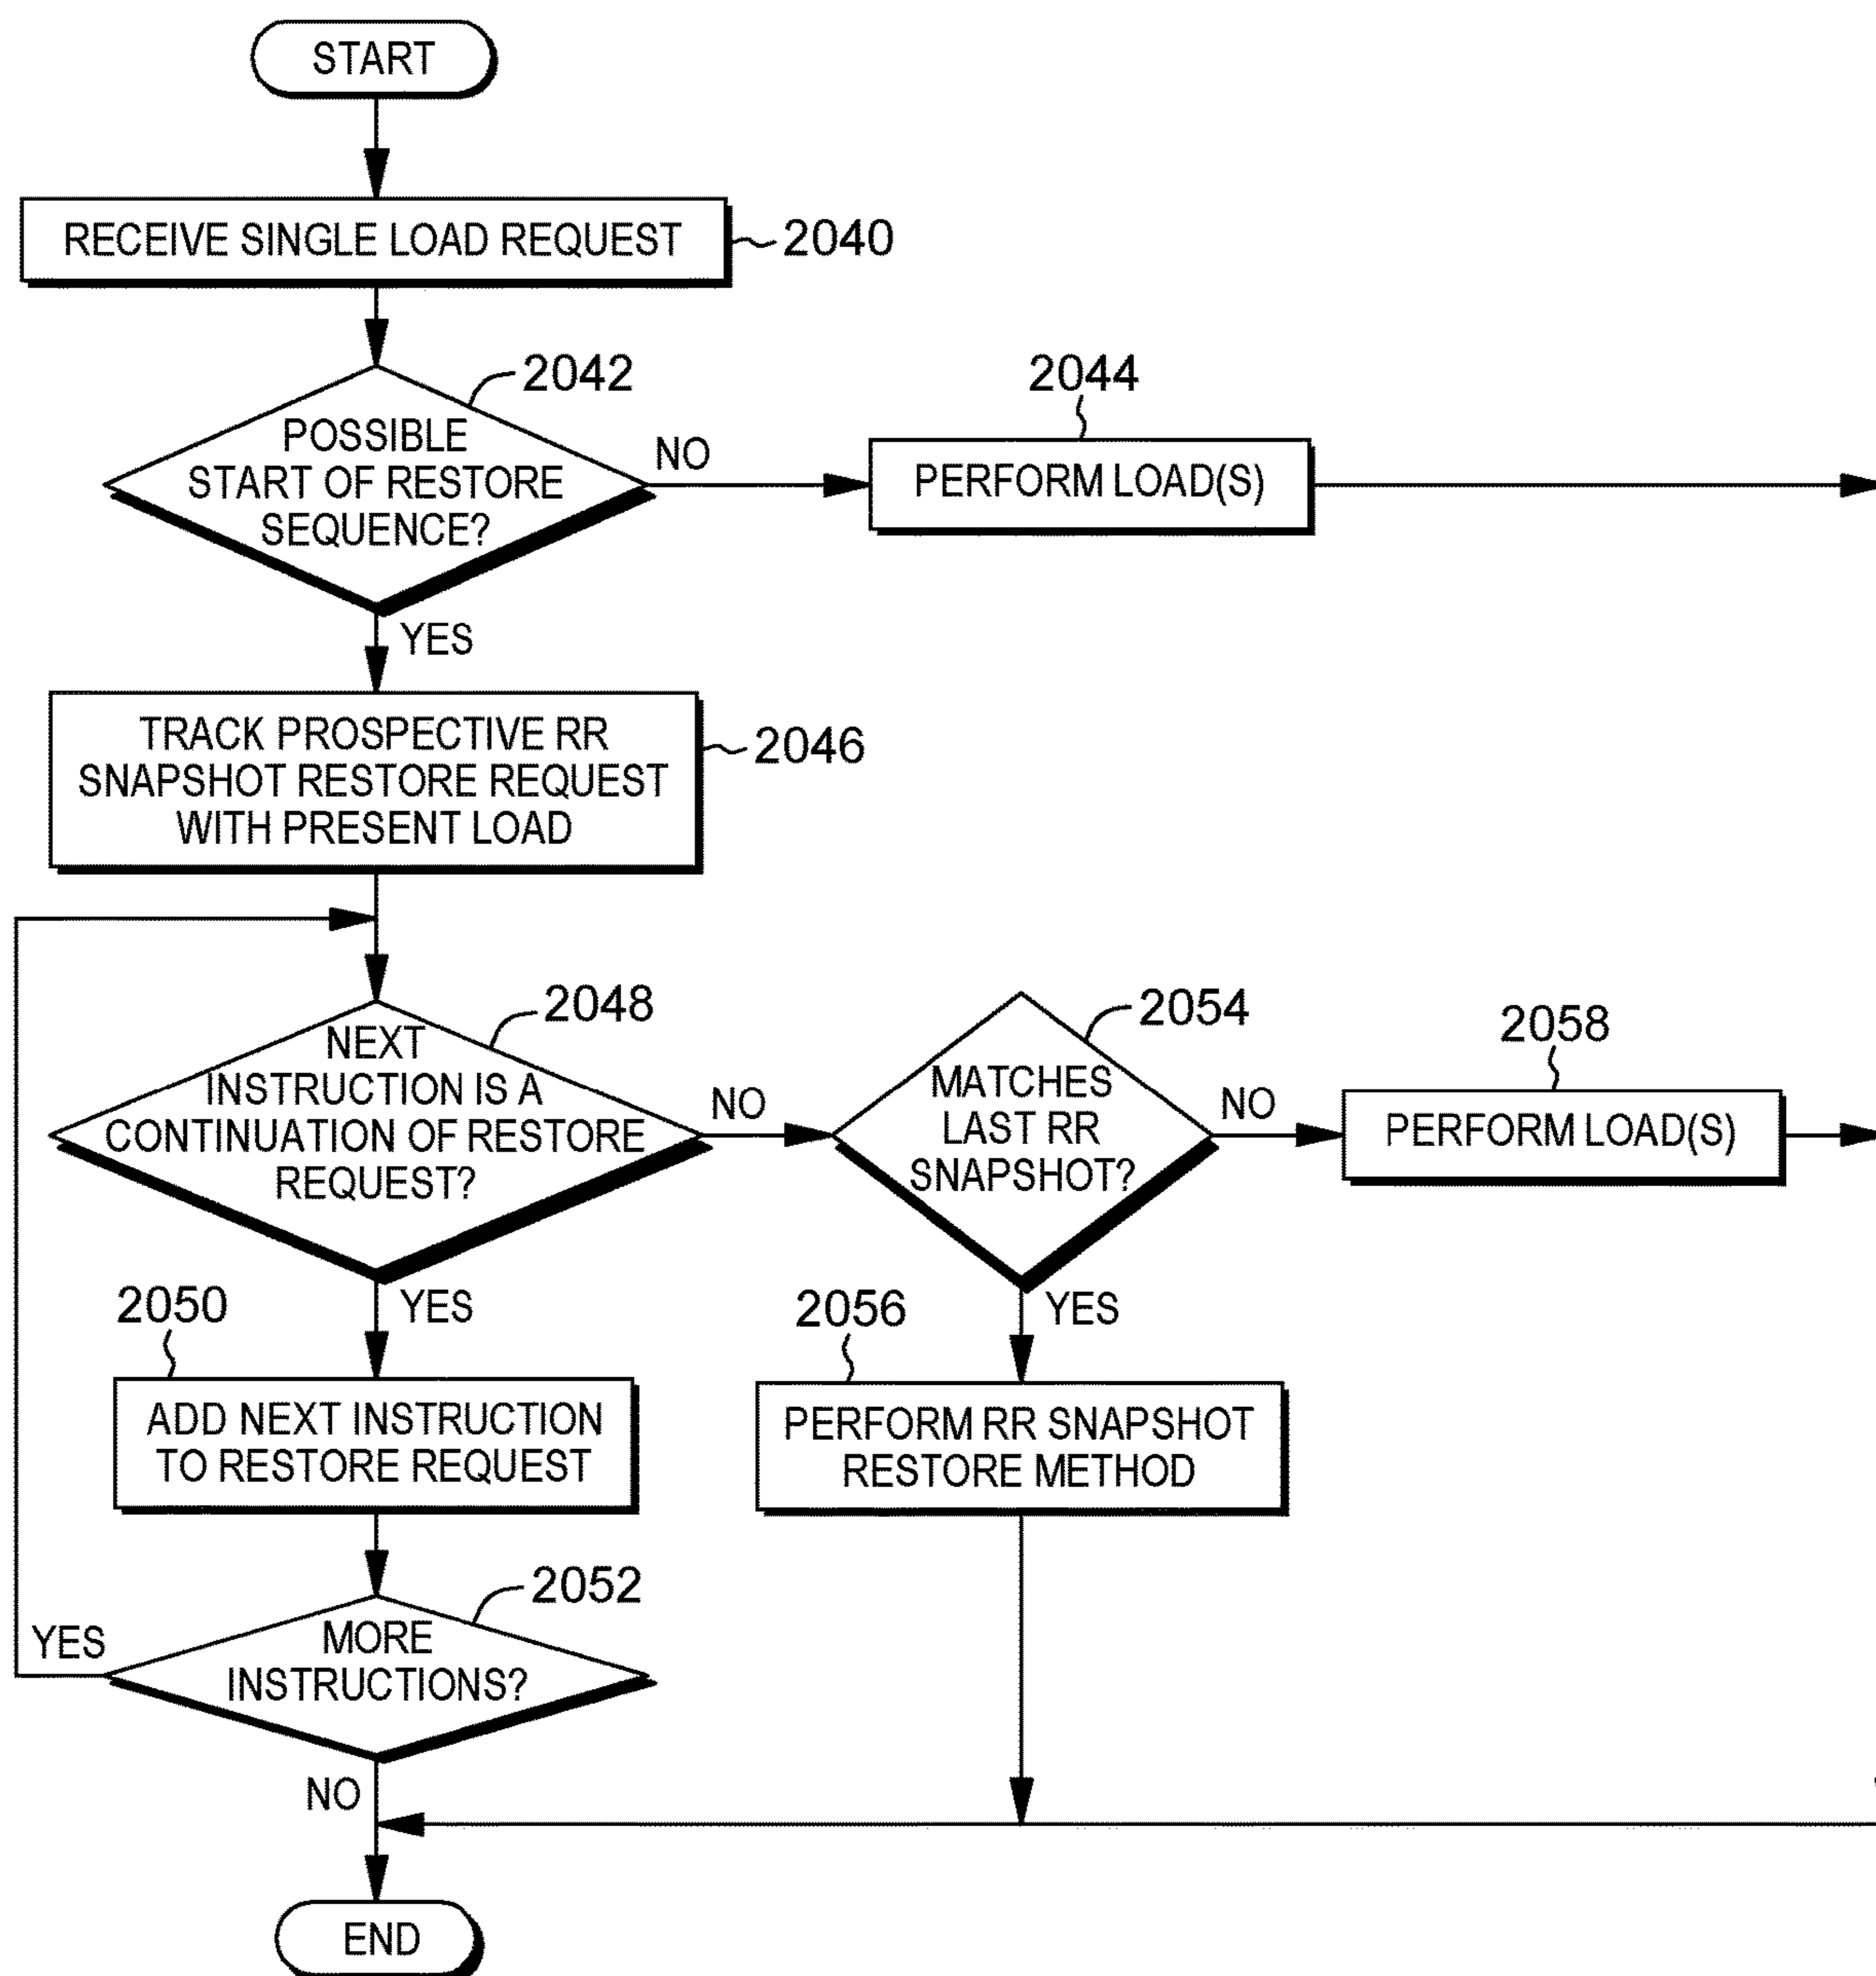 START
RECEIVE SINGLE LOAD REQUEST
2040
2042
POSSIBLE
START OF RESTORE
SEQUENCE?
NO
2044
PERFORM LOAD(S)
YES
TRACK PROSPECTIVE RR
SNAPSHOT RESTORE REQUEST
WITH PRESENT LOAD
2046
2048
NEXT
INSTRUCTION IS A
CONTINUATION OF RESTORE
REQUEST?
NO
2054
MATCHES
LAST RR
SNAPSHOT?
NO
2058
PERFORM LOAD(S)
YES
2050
ADD NEXT INSTRUCTION
TO RESTORE REQUEST
YES
2056
PERFORM RR SNAPSHOT
RESTORE METHOD
2052
MORE
INSTRUCTIONS?
YES
NO
END